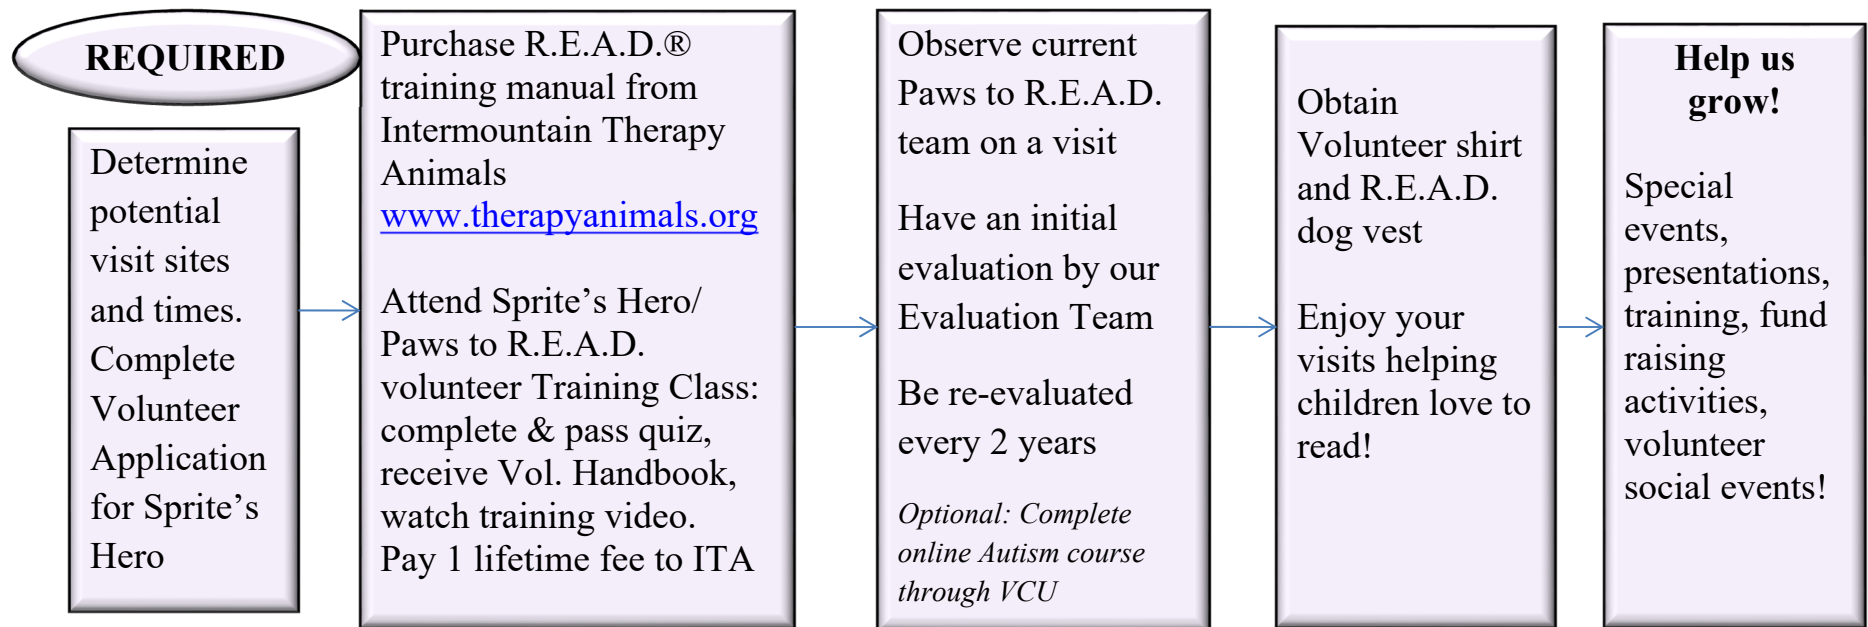 REQUIRED
Determine
potential
visit sites
and times.
Complete
Volunteer
Application
for Sprite’s
Hero
Purchase R.E.A.D.®
training manual from
Intermountain Therapy
Animals
www.therapyanimals.org
Attend Sprite’s Hero/
Paws to R.E.A.D.
volunteer Training Class:
complete & pass quiz,
receive Vol. Handbook,
watch training video.
Pay 1 lifetime fee to ITA
Observe current
Paws to R.E.A.D.
team on a visit
Have an initial
evaluation by our
Evaluation Team
Be re-evaluated
every 2 years
Optional: Complete
online Autism course
through VCU
Obtain
Volunteer shirt
and R.E.A.D.
dog vest
Enjoy your
visits helping
children love to
read!
Help us
grow!
Special
events,
presentations,
training, fund
raising
activities,
volunteer
social events!